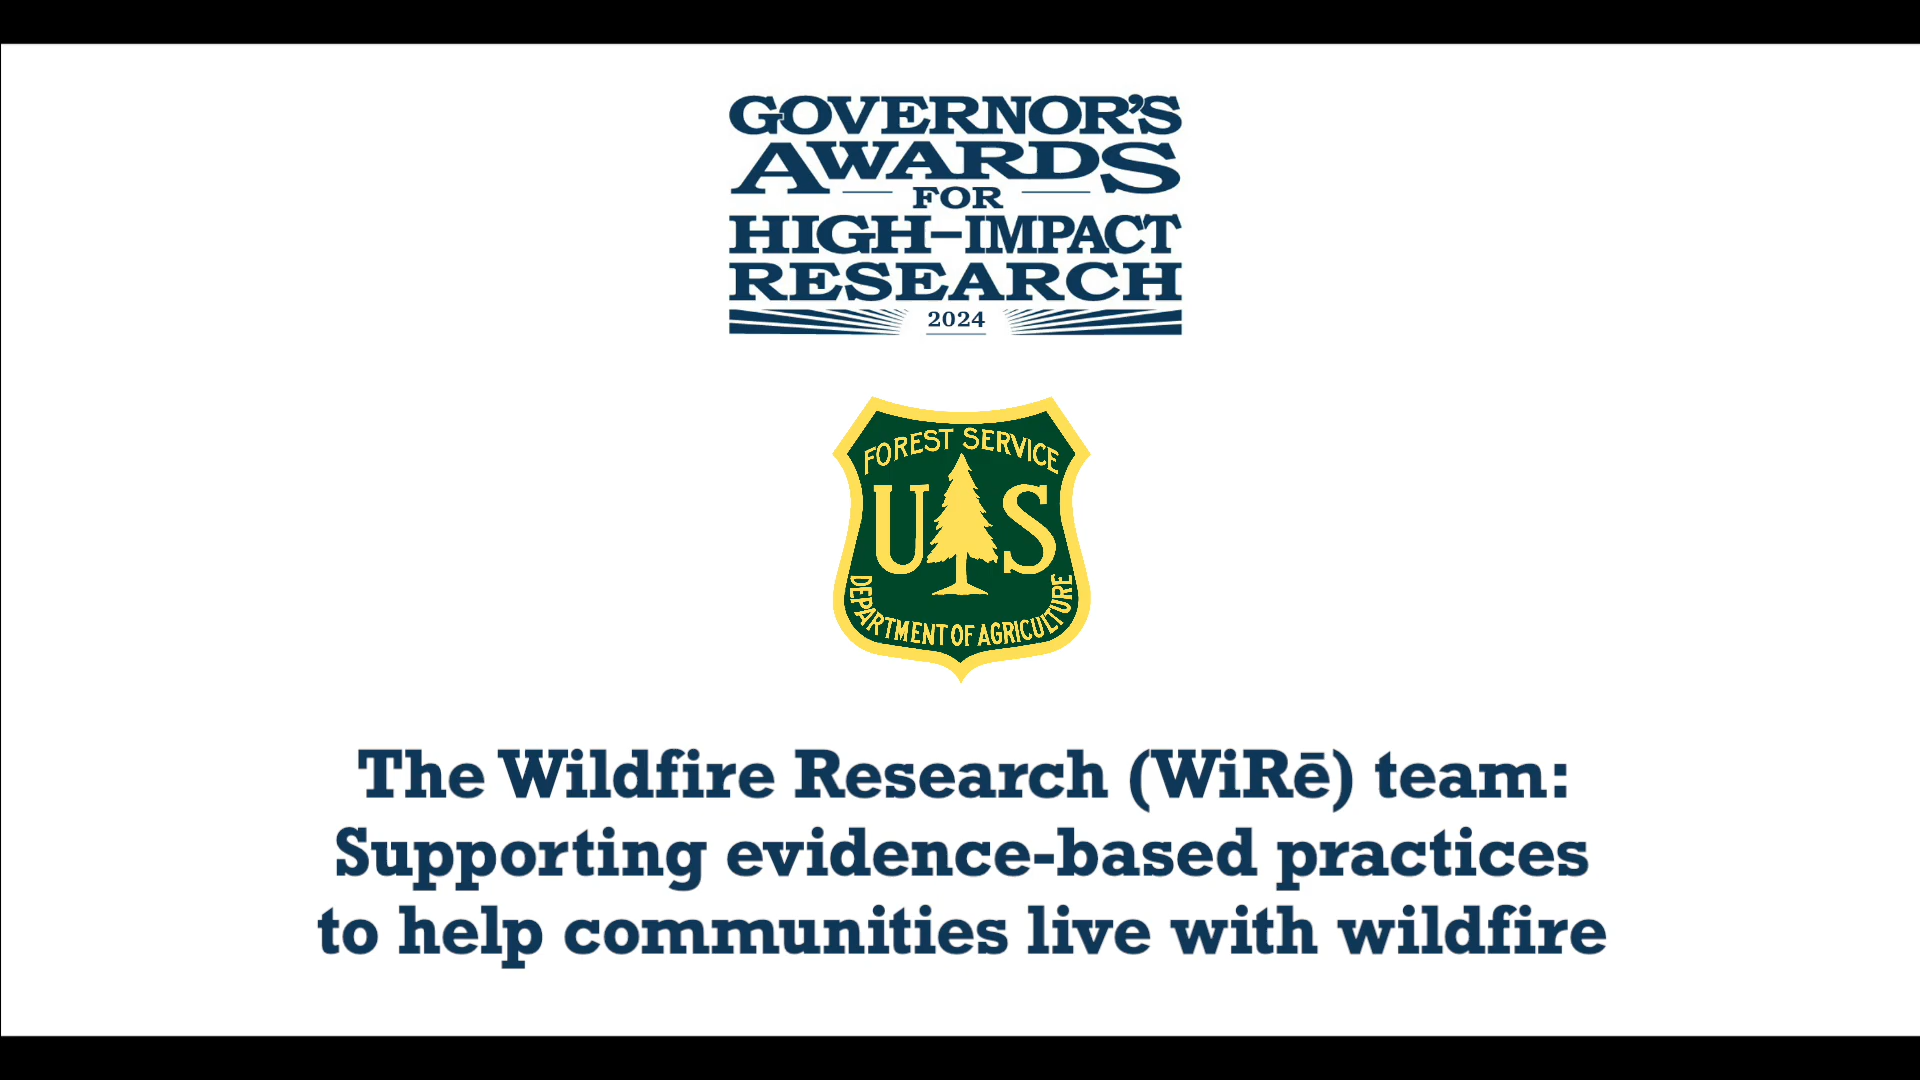 GOVERNOR'S
AWARDS
FOR
HIGH-IMPACT
RESEARCH
2024
FOREST SERVICE
U S
DEPARTMENT OF AGRICULTURE
The Wildfire Research (WiRē) team:
Supporting evidence-based practices
to help communities live with wildfire